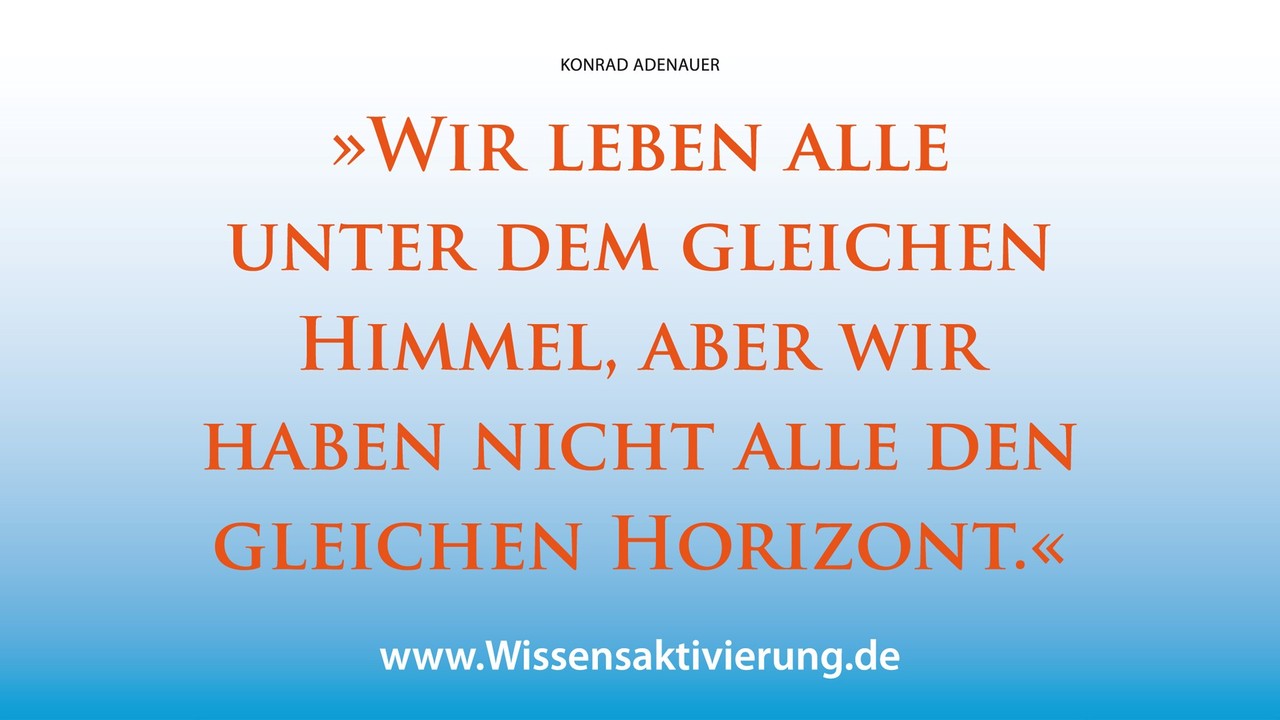 KONRAD ADENAUER
»Wir leben alle
unter dem gleichen
Himmel, aber wir
haben nicht alle den
gleichen Horizont.«
www.Wissensaktivierung.de